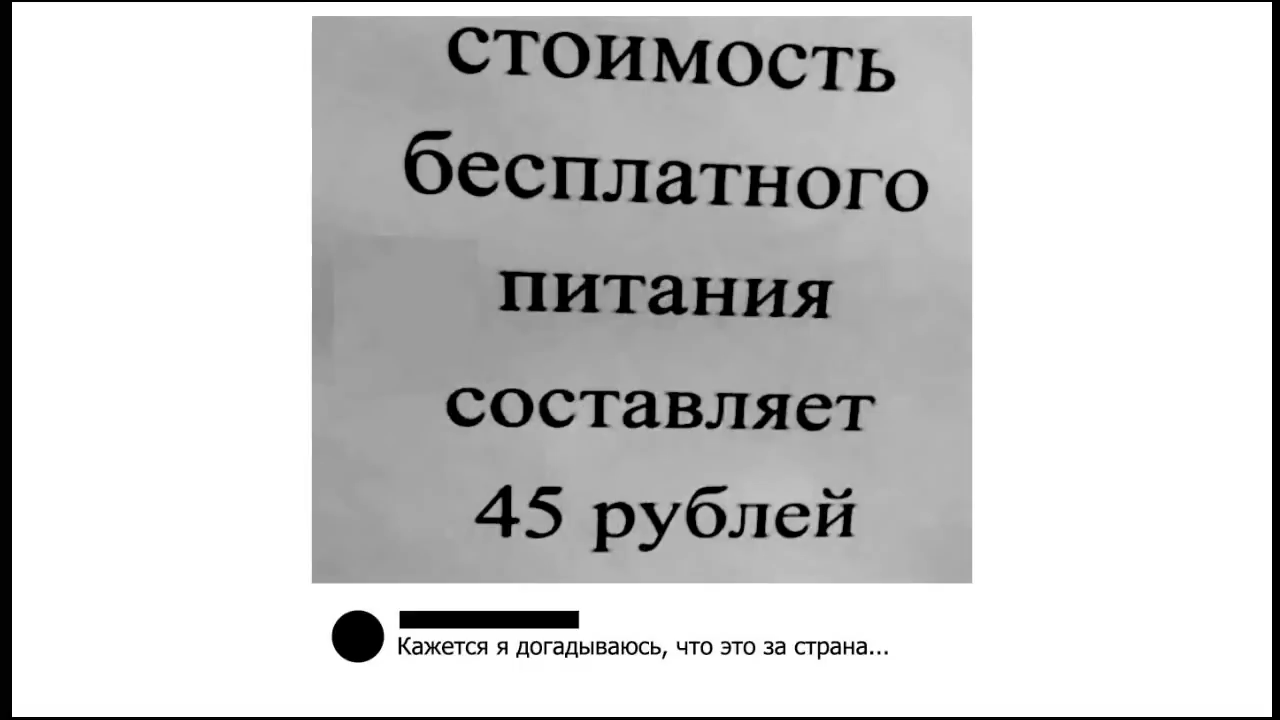 стоимость
бесплатного
питания
составляет
45 рублей
Кажется я догадываюсь, что это за страна...